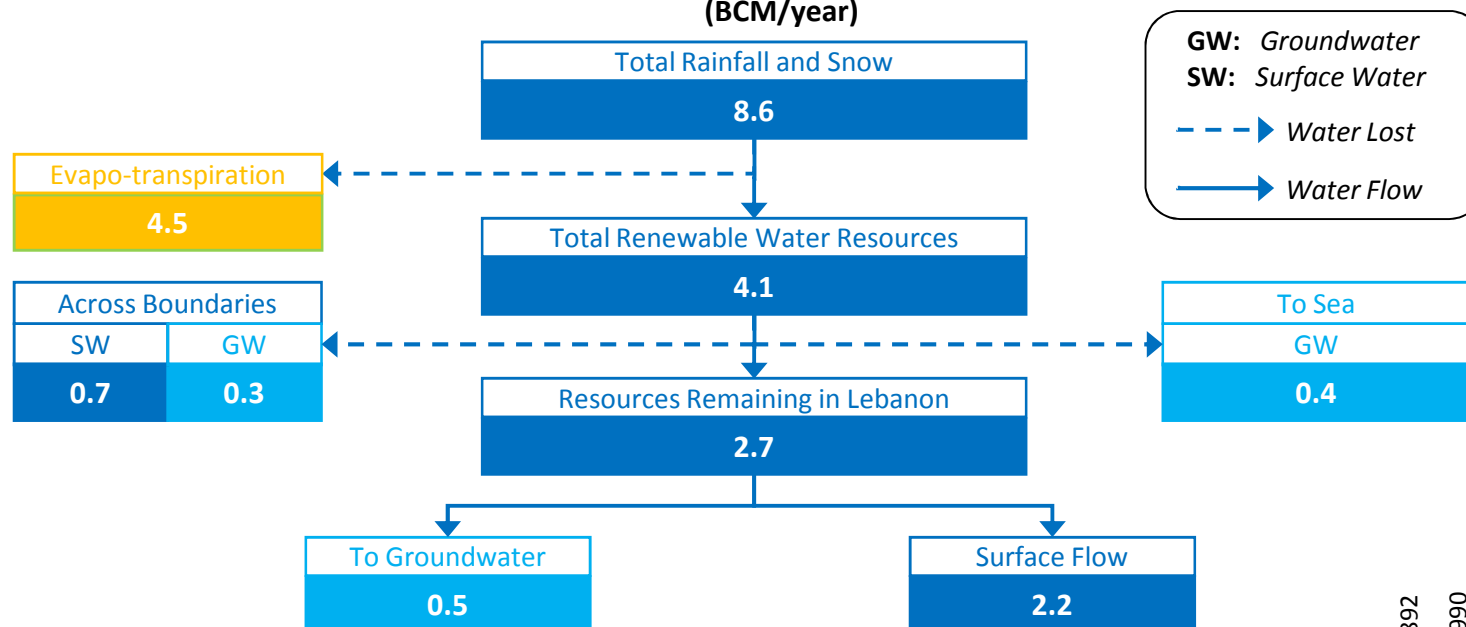 (BCM/year)
GW: Groundwater
SW: Surface Water
Water Lost
Water Flow
Total Rainfall and Snow
8.6
Evapo-transpiration
4.5
Total Renewable Water Resources
4.1
Across Boundaries
SW GW
0.7 0.3
To Sea
GW
0.4
Resources Remaining in Lebanon
2.7
To Groundwater
0.5
Surface Flow
2.2